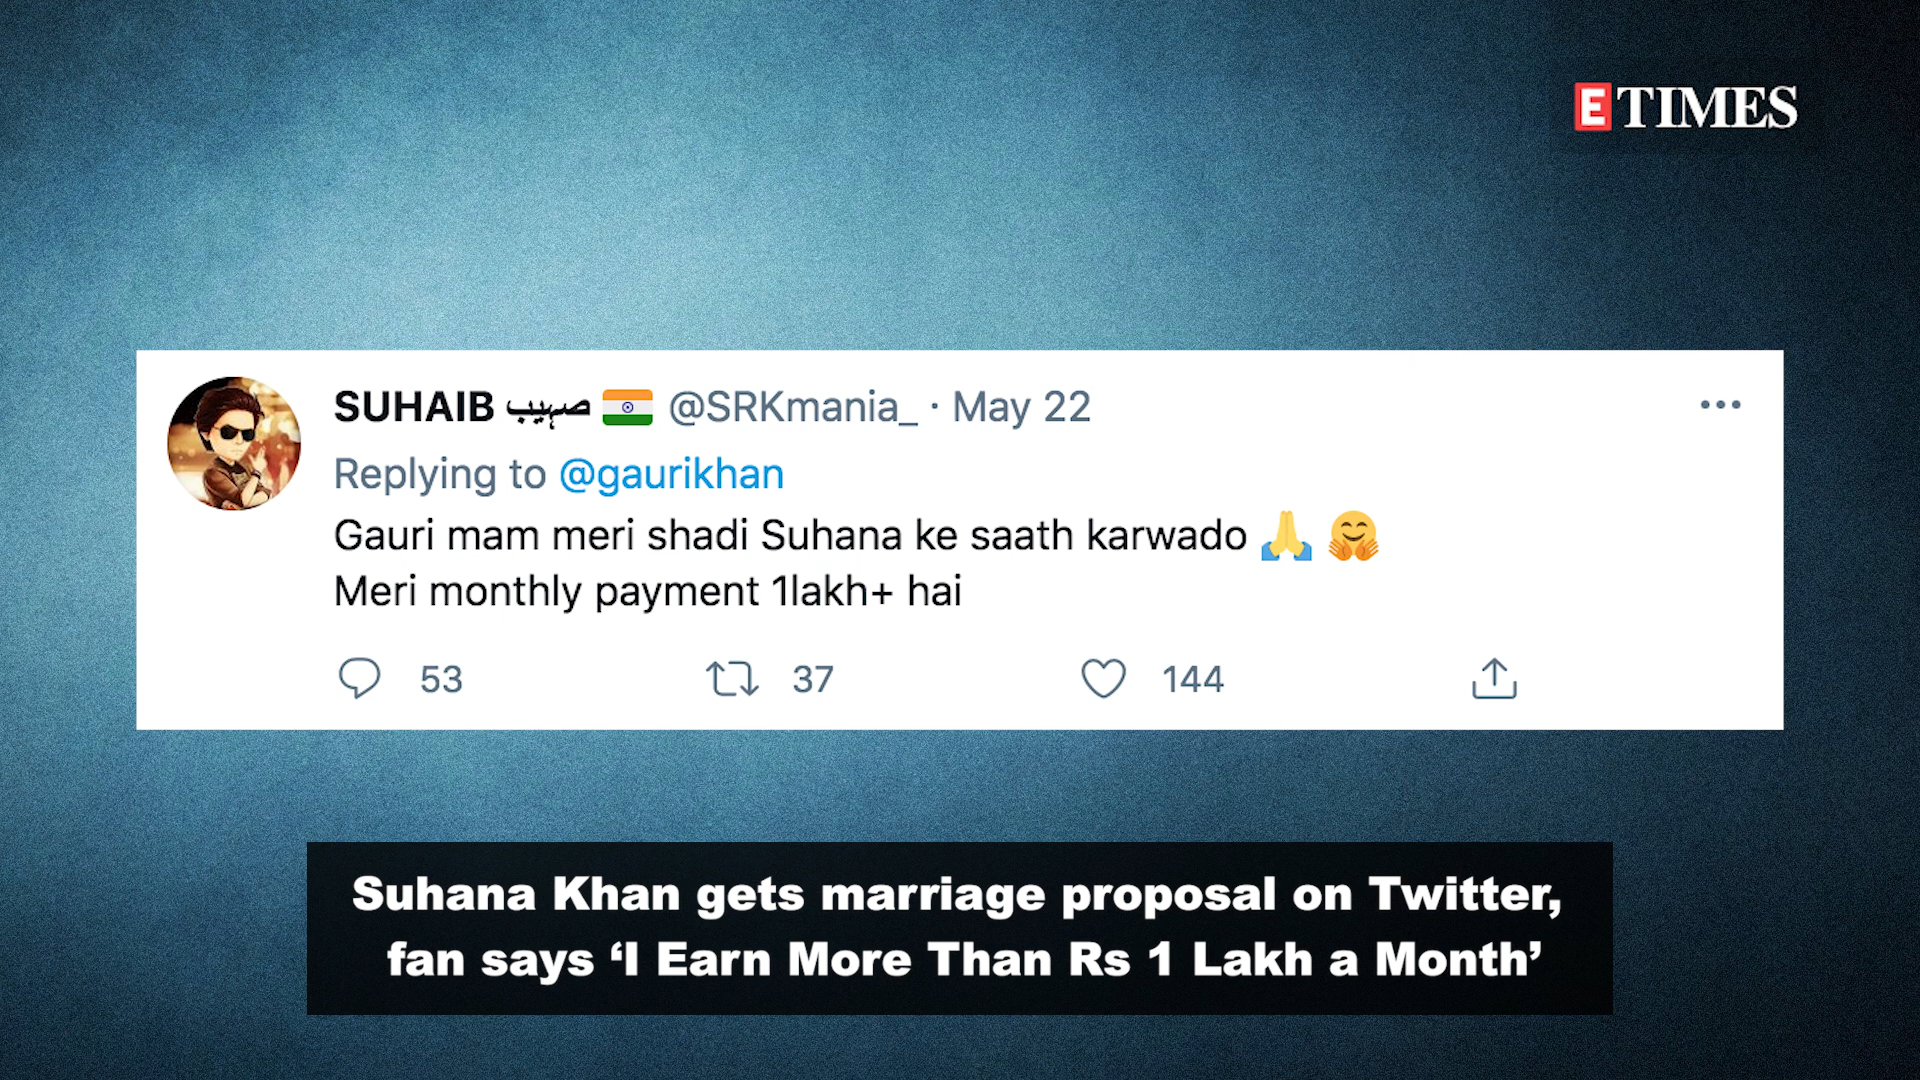 E TIMES
SUHAIB صہیب 🇮🇳 @SRKmania_ · May 22
Replying to @gaurikhan
Gauri mam meri shadi Suhana ke saath karwado 🙏 🤗
Meri monthly payment 1lakh+ hai
53 37 144
Suhana Khan gets marriage proposal on Twitter,
fan says ‘I Earn More Than Rs 1 Lakh a Month’